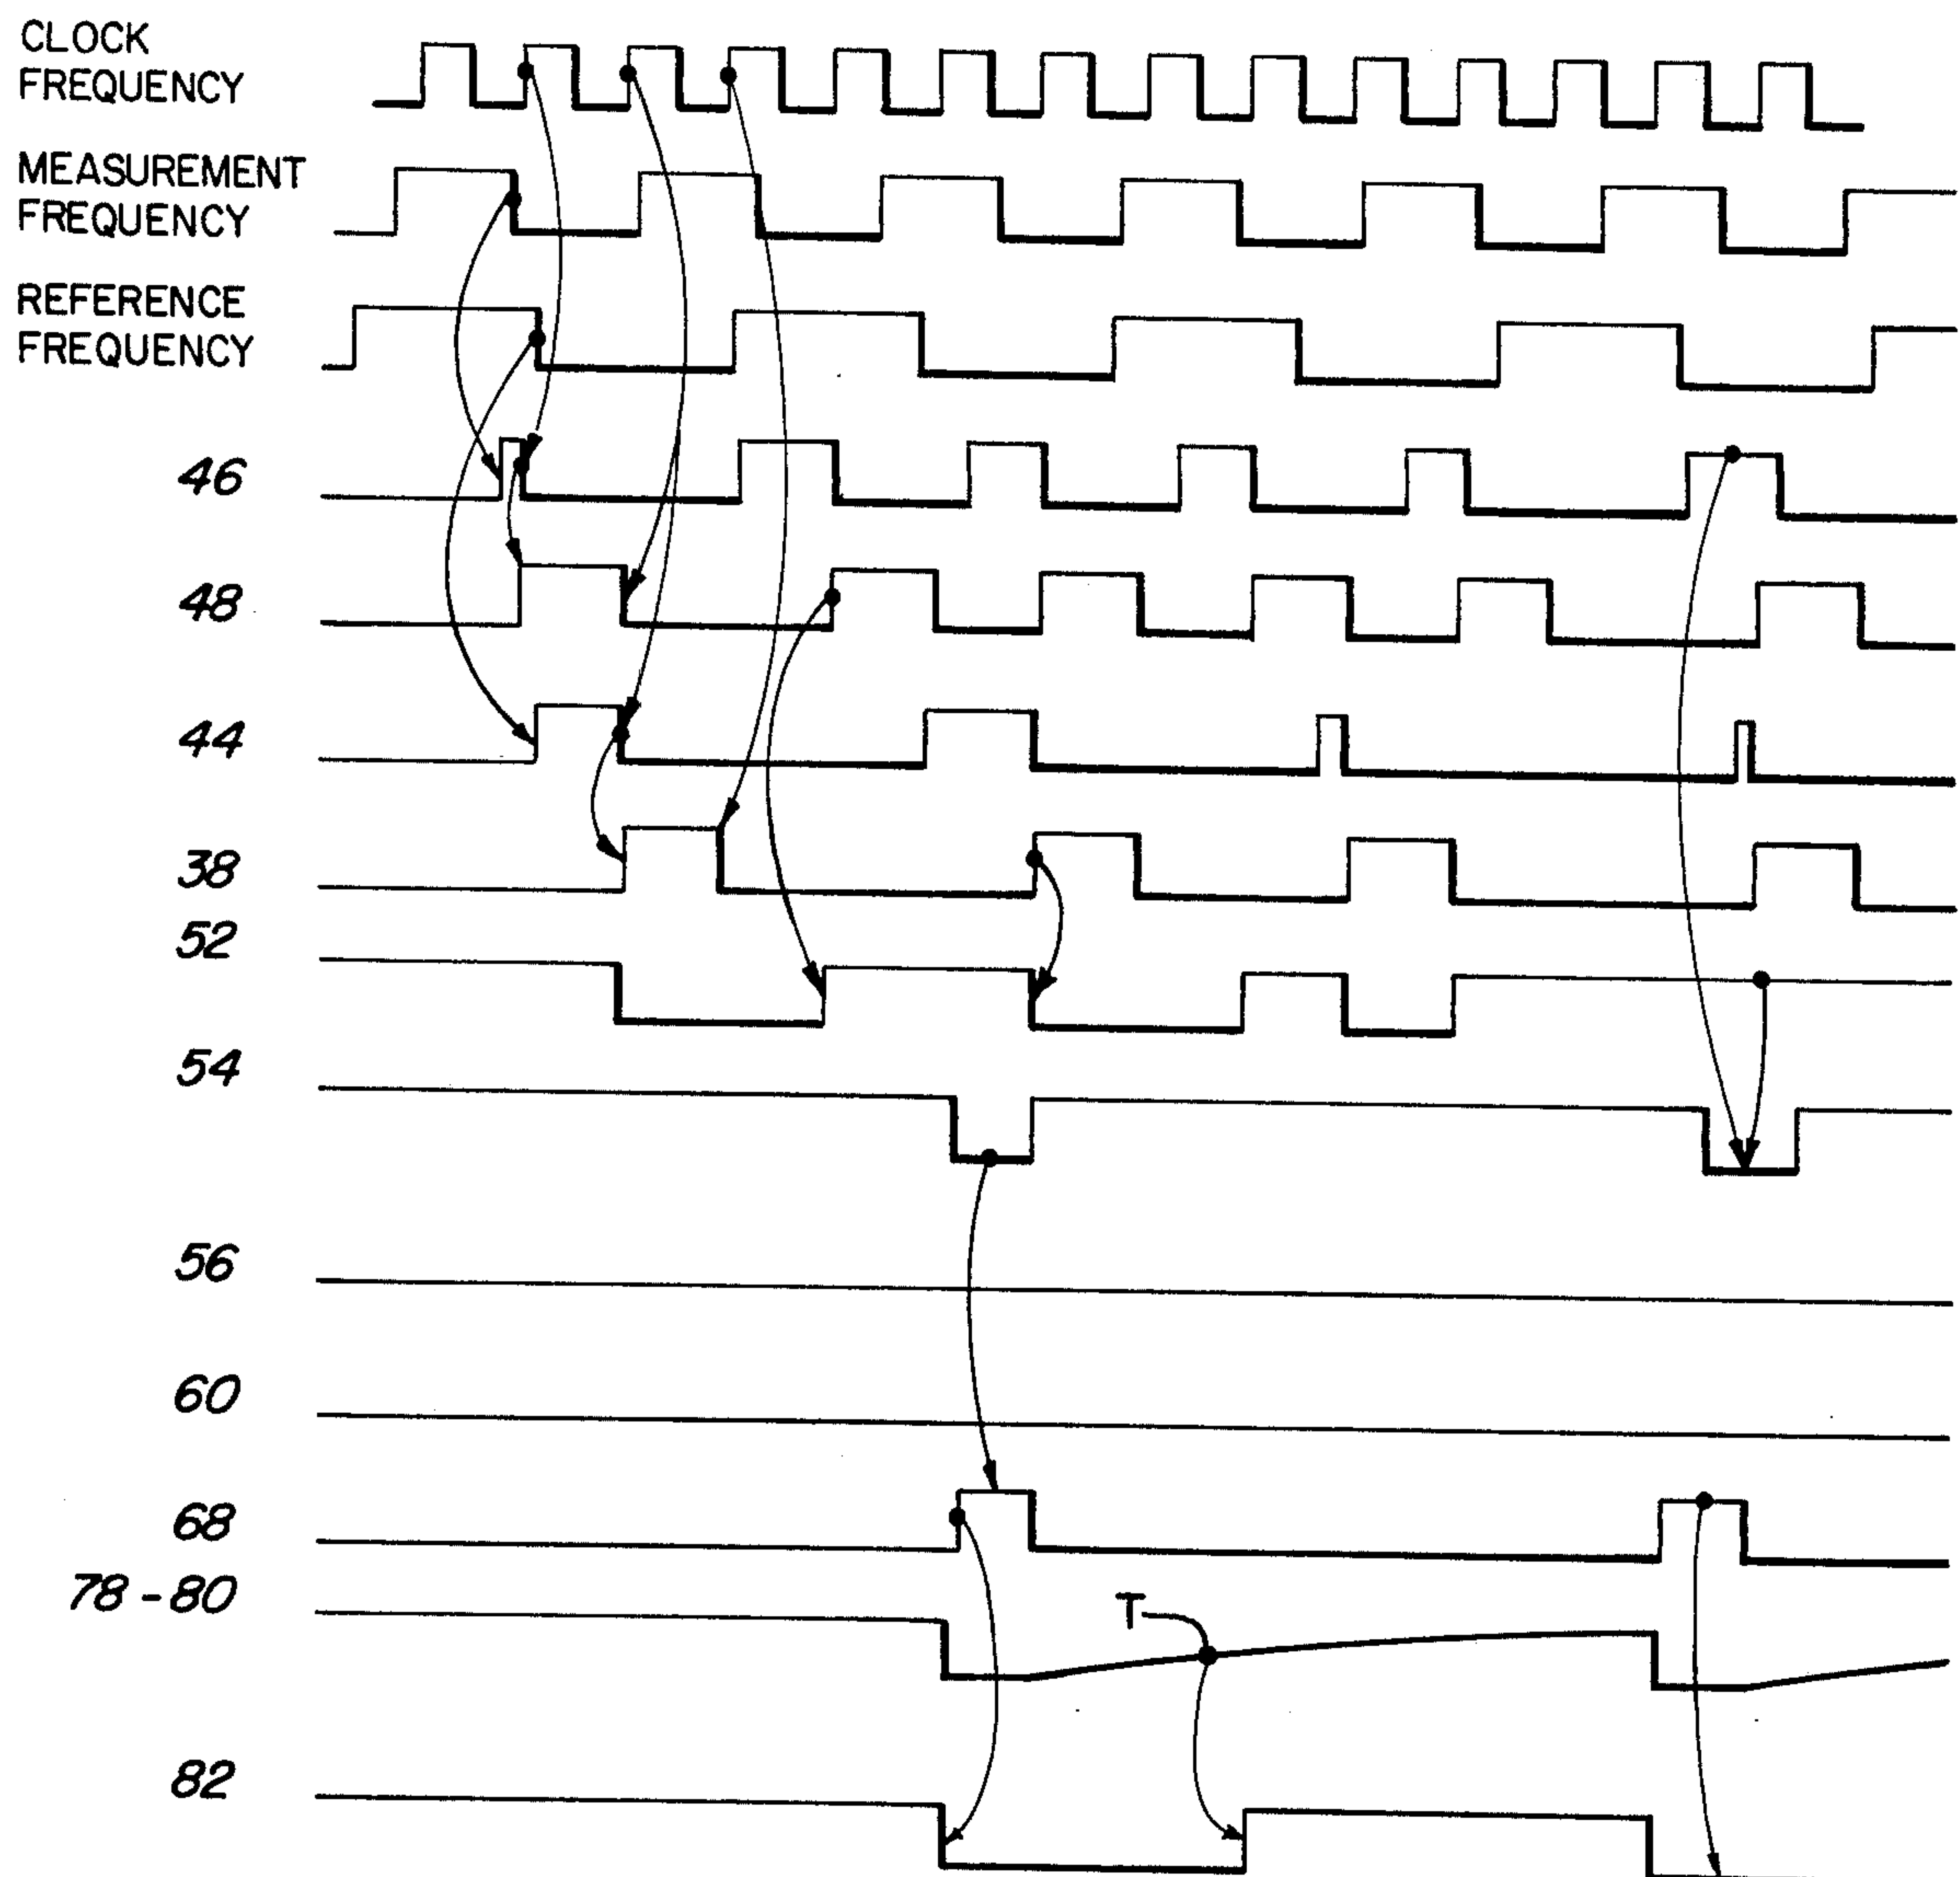 CLOCK
FREQUENCY
MEASUREMENT
FREQUENCY
REFERENCE
FREQUENCY
46
48
44
38
52
54
56
60
68
78-80
T
82